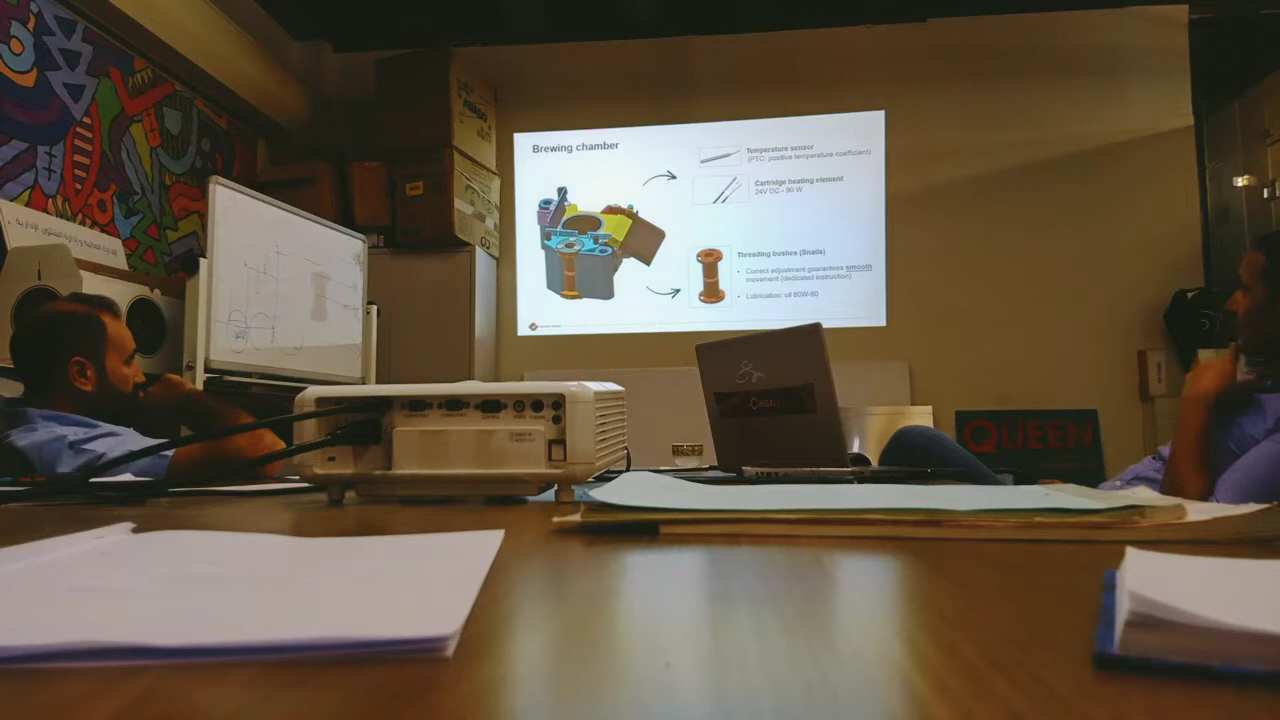 Brewing chamber
Temperature sensor
(PTC: positive temperature coefficient)
Cartridge heating element
24V DC - 90 W
Threading bushes (Snails)
• Correct adjustment guarantees smooth
movement (dedicated instruction)
• Lubrication: oil 80W-90
CIMBALI
QUEEN